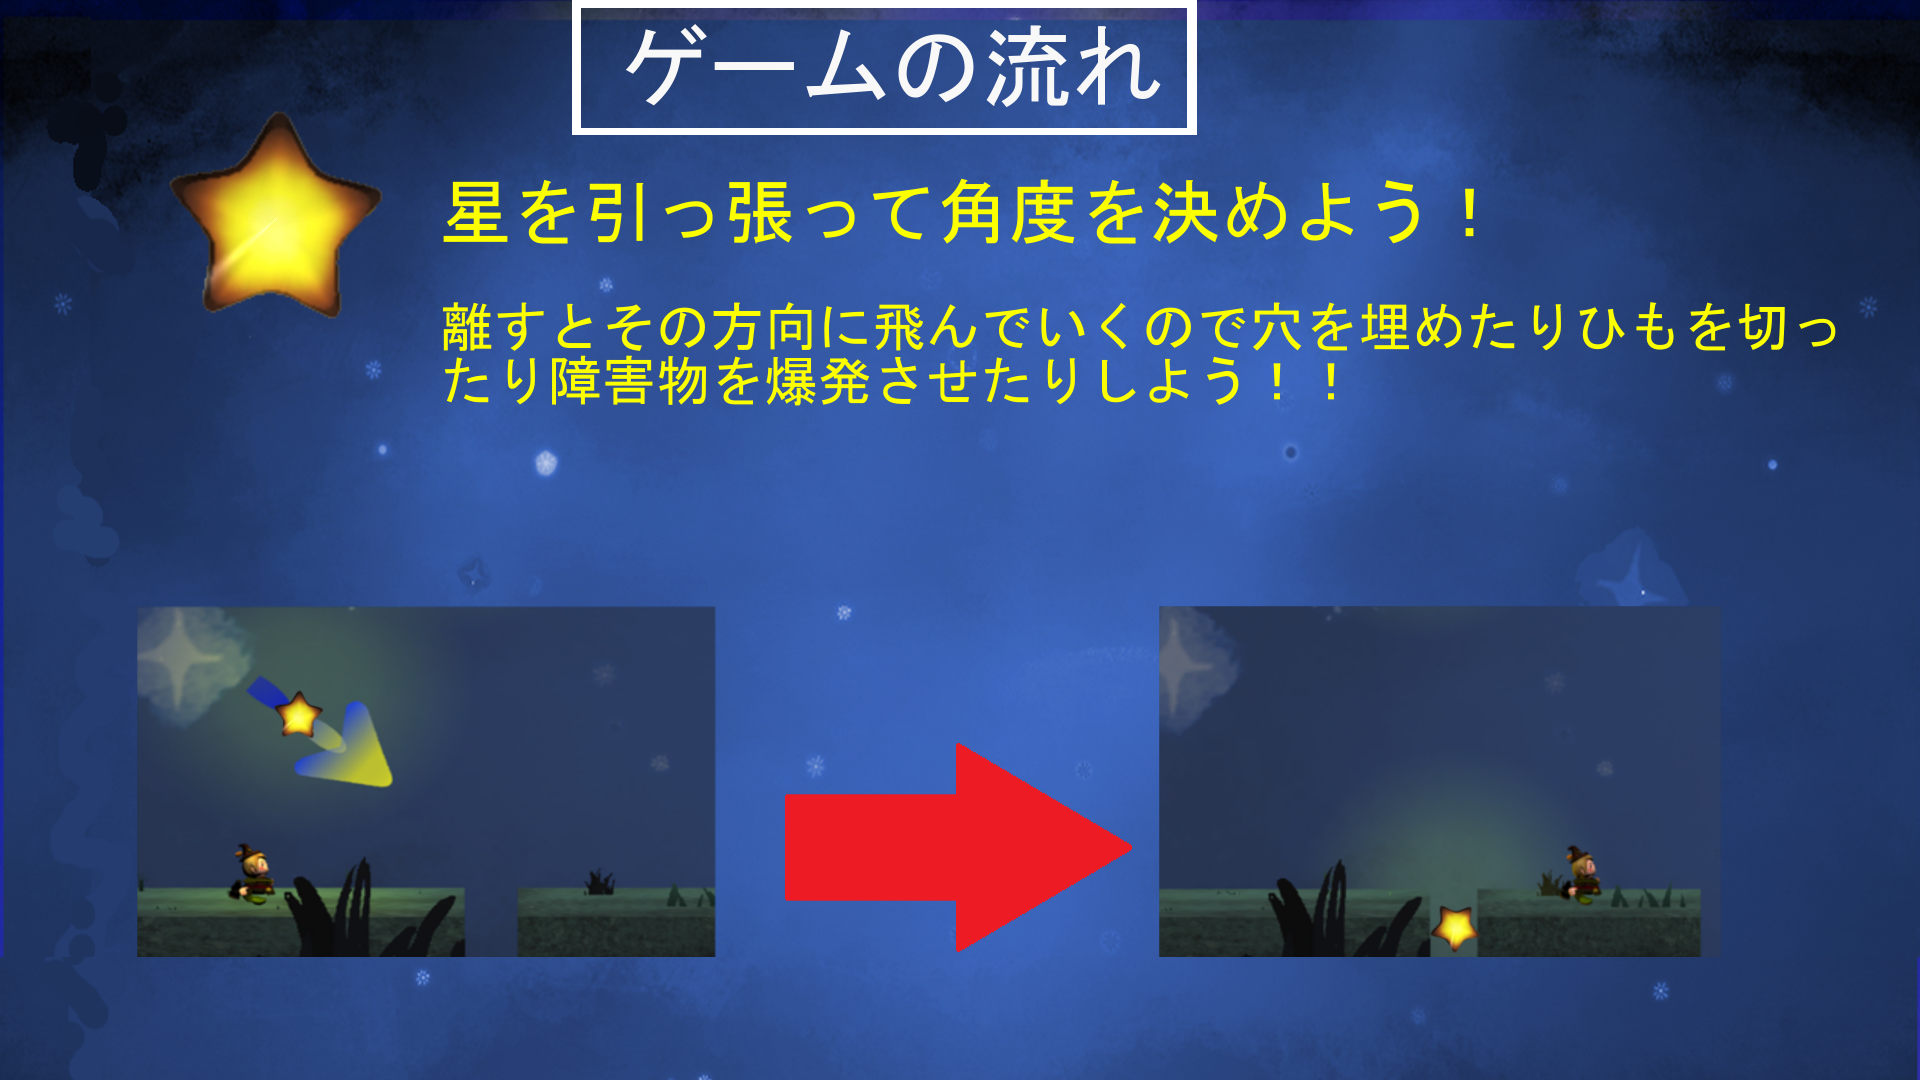 ゲームの流れ
星を引っ張って角度を決めよう！
離すとその方向に飛んでいくので穴を埋めたりひもを切っ
たり障害物を爆発させたりしよう！！